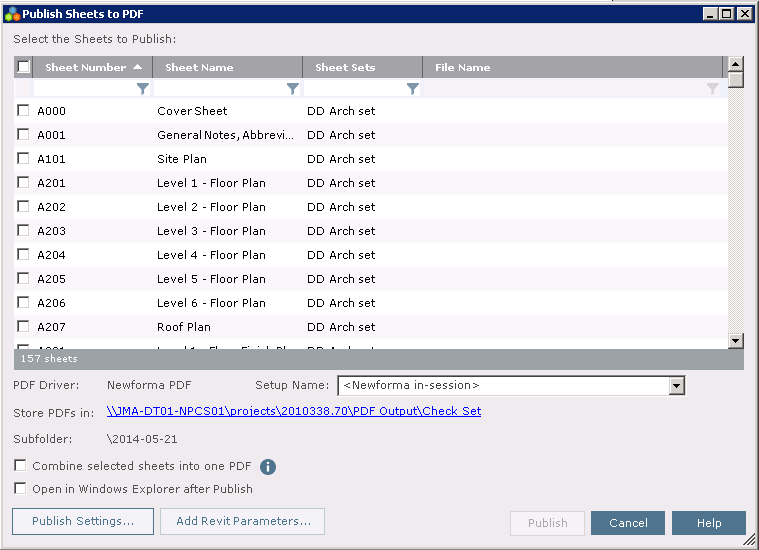 Publish Sheets to PDF
Select the Sheets to Publish:
Sheet Number Sheet Name Sheet Sets File Name
A000 Cover Sheet DD Arch set
A001 General Notes, Abbrevi... DD Arch set
A101 Site Plan DD Arch set
A201 Level 1 - Floor Plan DD Arch set
A202 Level 2 - Floor Plan DD Arch set
A203 Level 3 - Floor Plan DD Arch set
A204 Level 4 - Floor Plan DD Arch set
A205 Level 5 - Floor Plan DD Arch set
A206 Level 6 - Floor Plan DD Arch set
A207 Roof Plan DD Arch set
157 sheets
PDF Driver: Newforma PDF Setup Name: <Newforma in-session>
Store PDFs in: \\JMA-DT01-NPCS01\projects\2010338.70\PDF Output\Check Set
Subfolder: \2014-05-21
Combine selected sheets into one PDF
Open in Windows Explorer after Publish
Publish Settings... Add Revit Parameters... Publish Cancel Help